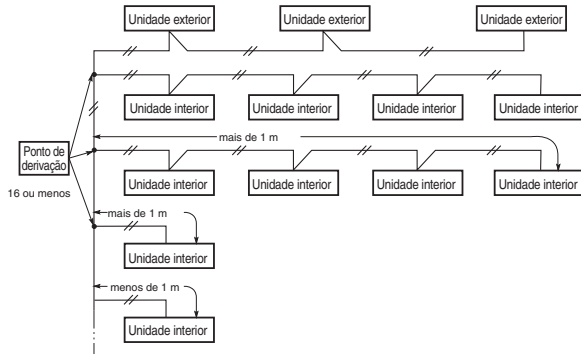 Unidade exterior Unidade exterior Unidade exterior
Unidade interior Unidade interior Unidade interior Unidade interior
mais de 1 m
Ponto de
derivação
Unidade interior Unidade interior Unidade interior Unidade interior
16 ou menos
mais de 1 m
Unidade interior
menos de 1 m
Unidade interior